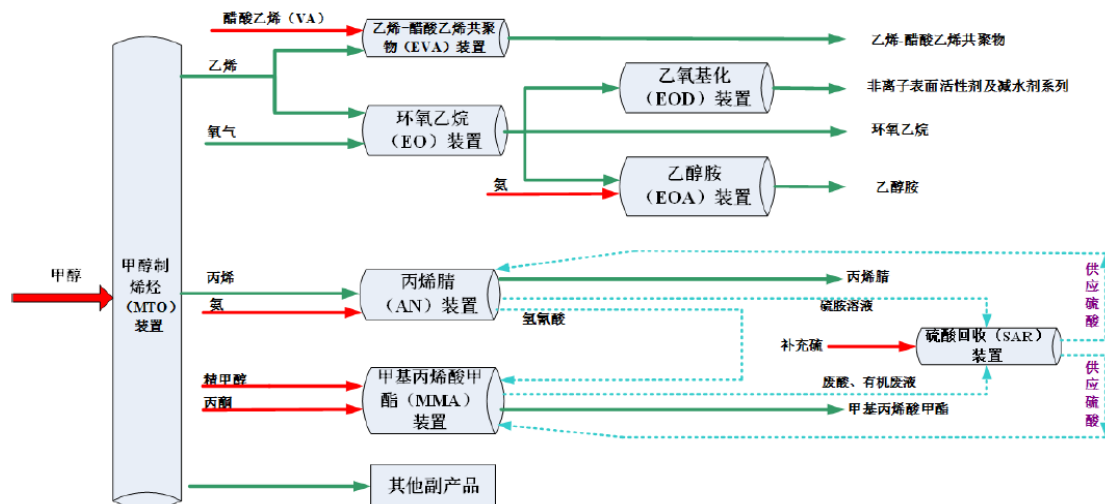 醋酸乙烯（VA）
乙烯-醋酸乙烯共聚
物（EVA）装置
乙烯-醋酸乙烯共聚物
乙烯
乙氧基化
（EOD）装置
非离子表面活性剂及减水剂系列
氧气
环氧乙烷
（EO）装置
环氧乙烷
氨
乙醇胺
（EOA）装置
乙醇胺
甲醇
甲醇制
烯烃
（MTO）
装置
丙烯
氨
丙烯腈
（AN）装置
丙烯腈
硫胺溶液
氢氰酸
供应硫酸
补充硫
硫酸回收（SAR）
装置
精甲醇
丙酮
甲基丙烯酸甲
酯（MMA）
装置
废酸、有机废液
甲基丙烯酸甲酯
供应硫酸
其他副产品